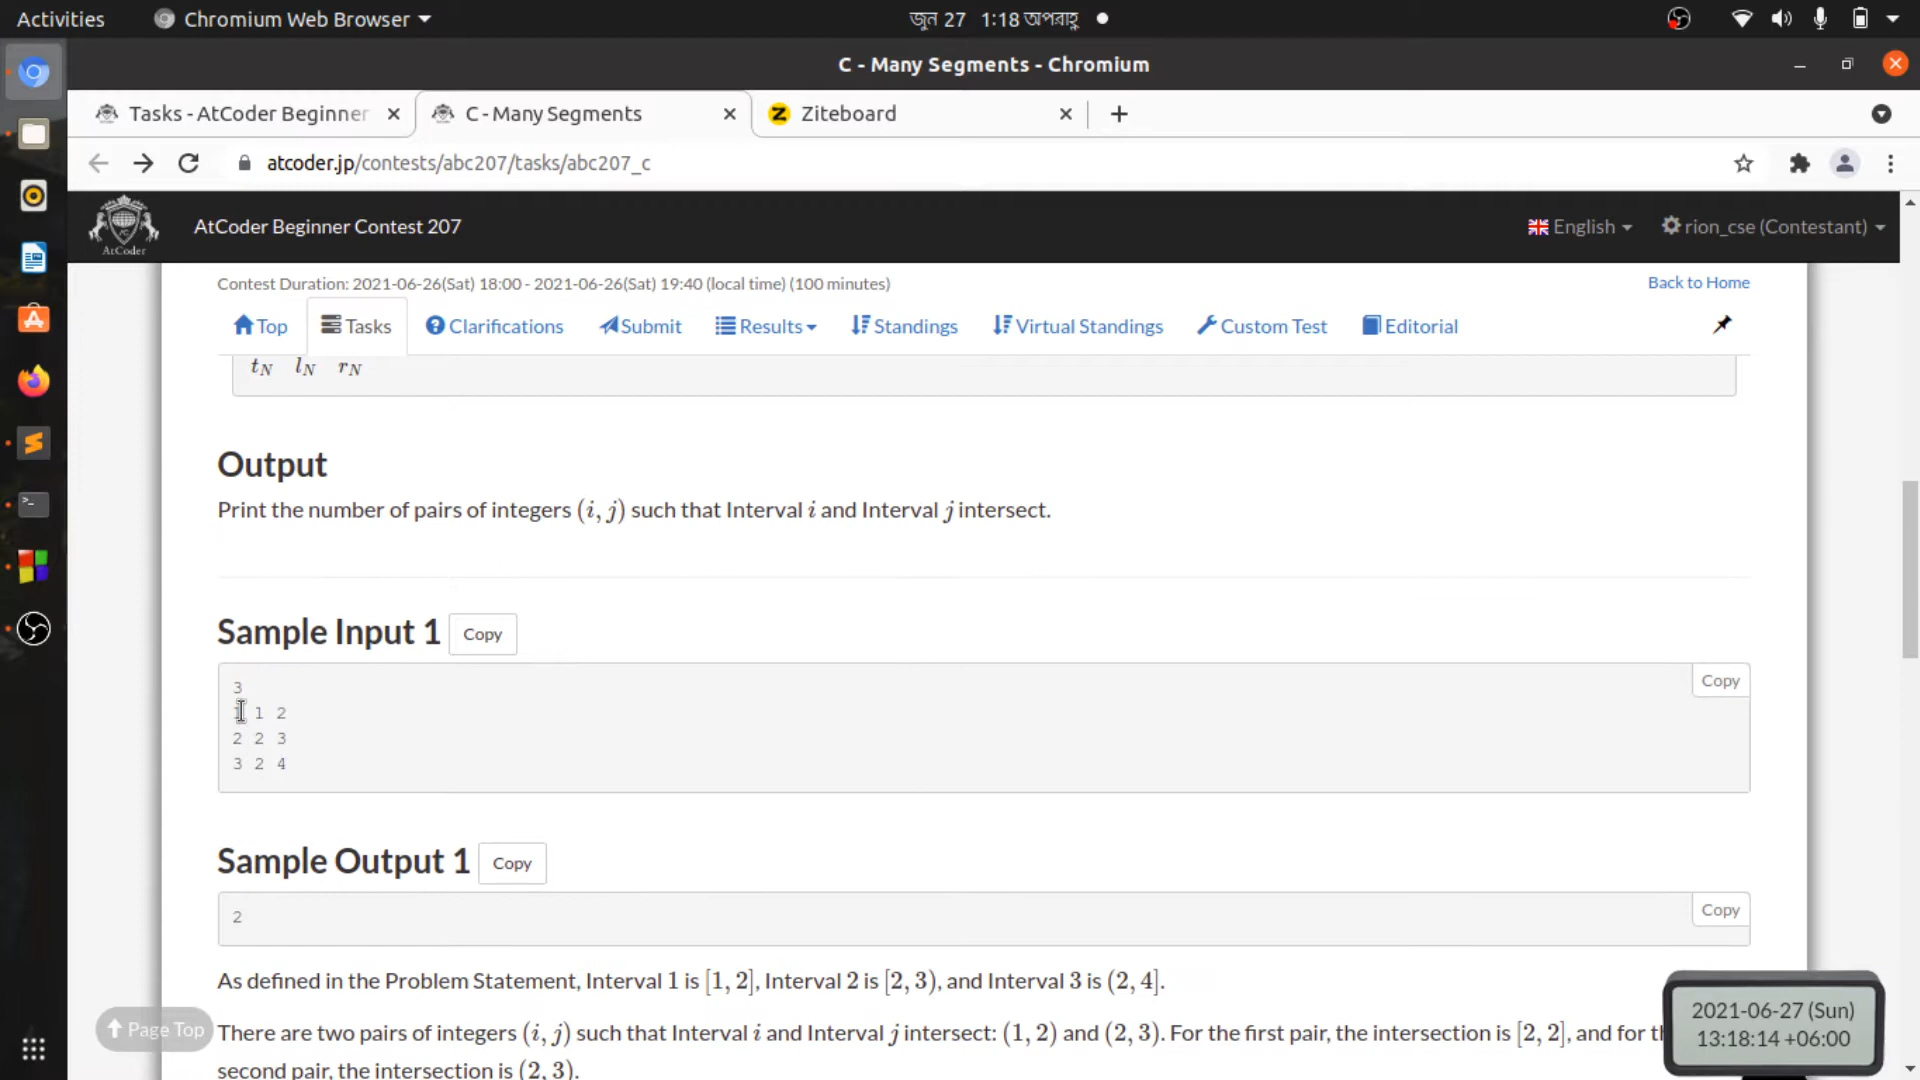 Activities Chromium Web Browser জুন 27 1:18 অপরাহ্ণ
C - Many Segments - Chromium
Tasks - AtCoder Beginner C - Many Segments Ziteboard
atcoder.jp/contests/abc207/tasks/abc207_c
AtCoder AtCoder Beginner Contest 207 English rion_cse (Contestant)
Contest Duration: 2021-06-26(Sat) 18:00 - 2021-06-26(Sat) 19:40 (local time) (100 minutes) Back to Home
Top Tasks Clarifications Submit Results Standings Virtual Standings Custom Test Editorial
t_N l_N r_N
Output
Print the number of pairs of integers (i, j) such that Interval i and Interval j intersect.
Sample Input 1 Copy
Copy
3
1 1 2
2 2 3
3 2 4
Sample Output 1 Copy
Copy
2
As defined in the Problem Statement, Interval 1 is [1, 2], Interval 2 is [2, 3), and Interval 3 is (2, 4].
There are two pairs of integers (i, j) such that Interval i and Interval j intersect: (1, 2) and (2, 3). For the first pair, the intersection is [2, 2], and for
second pair, the intersection is (2, 3).
Page Top
2021-06-27 (Sun)
13:18:14 +06:00